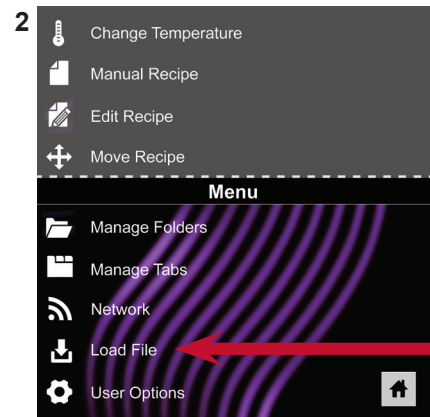 2
Change Temperature
Manual Recipe
Edit Recipe
Move Recipe
Menu
Manage Folders
Manage Tabs
Network
Load File
User Options